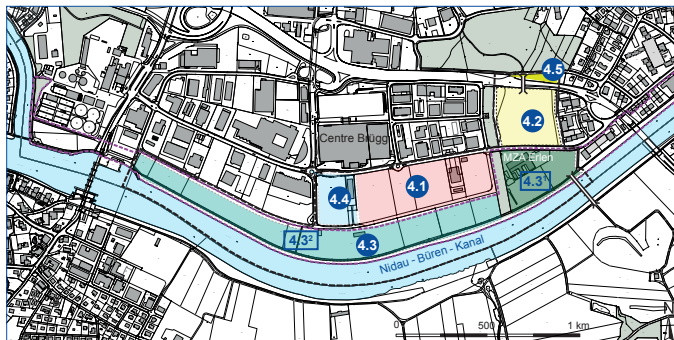 4.5
4.2
Centre Brügg
MZA Erlen
4.1
4.3¹⁾
4.4
4.3²
4.3
Nidau - Büren - Kanal
0 500 1 km